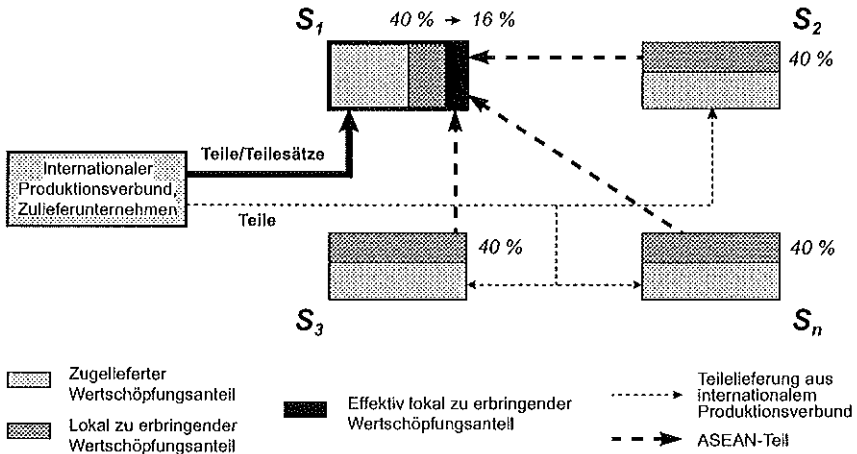 S1
40 % → 16 %
S2
40 %
Teile/Teilesätze
Internationaler
Produktionsverbund,
Zulieferunternehmen
Teile
40 %
40 %
S3
Sn
Zugelieferter
Wertschöpfungsanteil
Lokal zu erbringender
Wertschöpfungsanteil
Effektiv lokal zu erbringender
Wertschöpfungsanteil
Teilelieferung aus
internationalem
Produktionsverbund
ASEAN-Teil